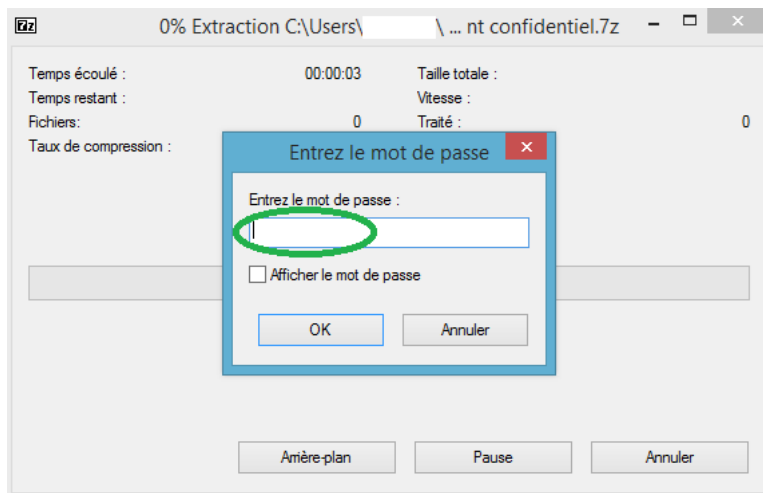 7z 0% Extraction C:\Users\ \ ... nt confidentiel.7z
Temps écoulé : 00:00:03 Taille totale :
Temps restant : Vitesse :
Fichiers: 0 Traité : 0
Taux de compression :
Entrez le mot de passe
Entrez le mot de passe :
Afficher le mot de passe
OK Annuler
Arrière-plan Pause Annuler